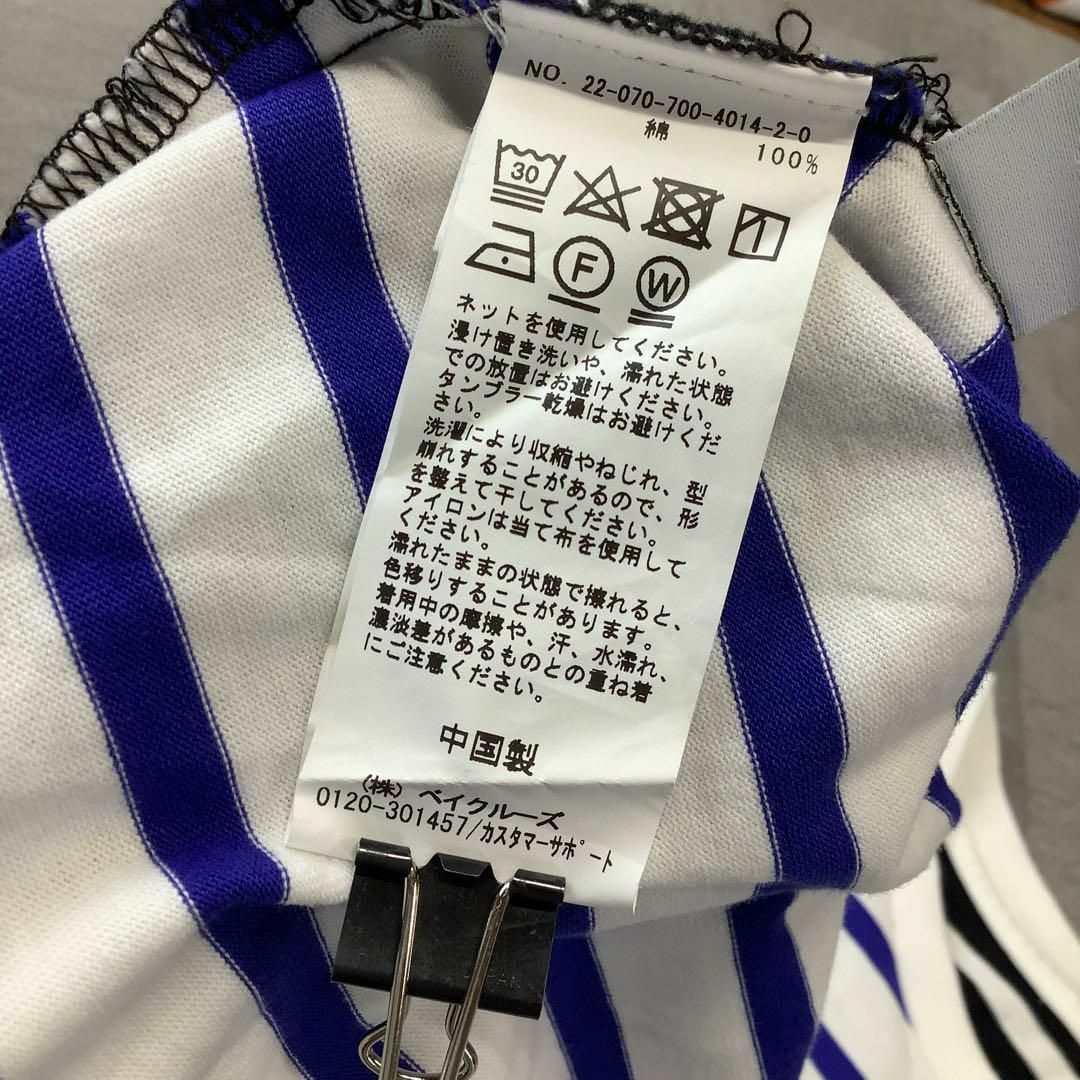 NO. 22-070-700-4014-2-0
綿 100%
30
1
F W
ネットを使用してください。
浸け置き洗いや、濡れた状態
での放置はお避けください。
タンブラー乾燥はお避けくだ
さい。
洗濯により収縮やねじれ、型
崩れすることがあるので、形
を整えて干してください。
アイロンは当て布を使用して
ください。
濡れたままの状態で擦れると、
色移りすることがあります。
着用中の摩擦や、汗、水濡れ、
濃淡差があるものとの重ね着
にご注意ください。
中国製
(株) ベイクルーズ
0120-301457/カスタマーサポート